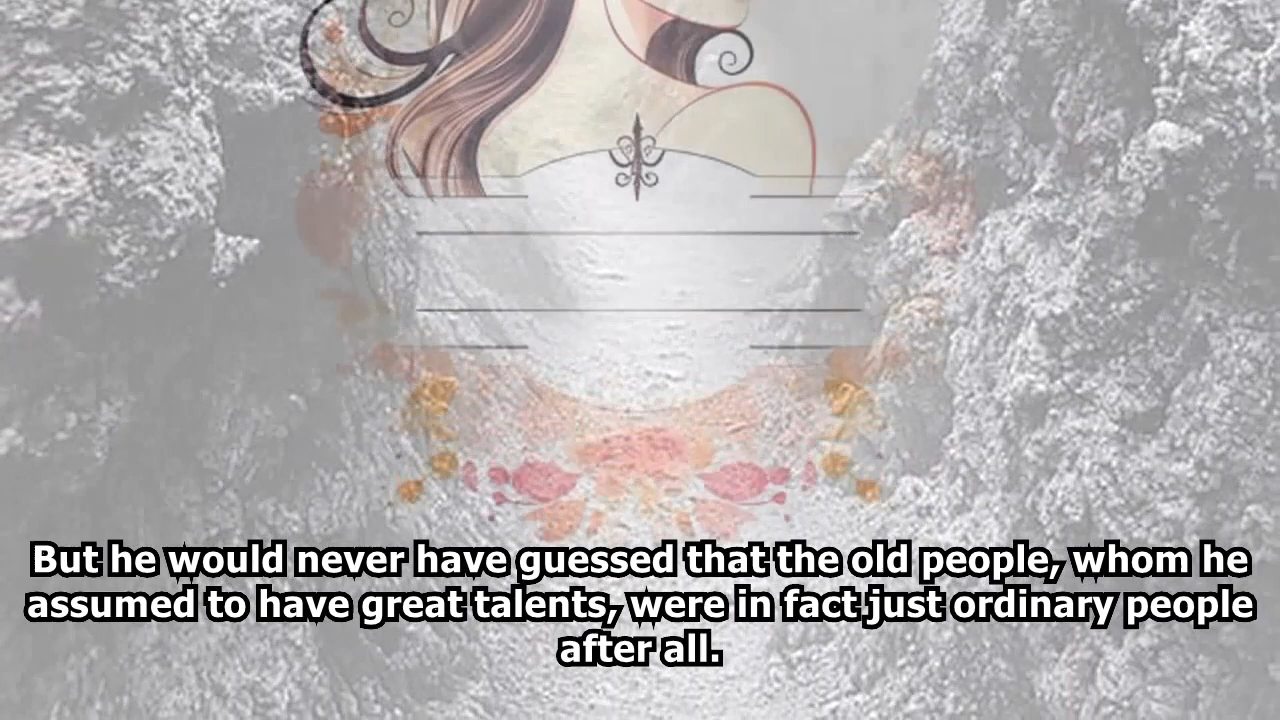 But he would never have guessed that the old people, whom he
assumed to have great talents, were in fact just ordinary people
after all.